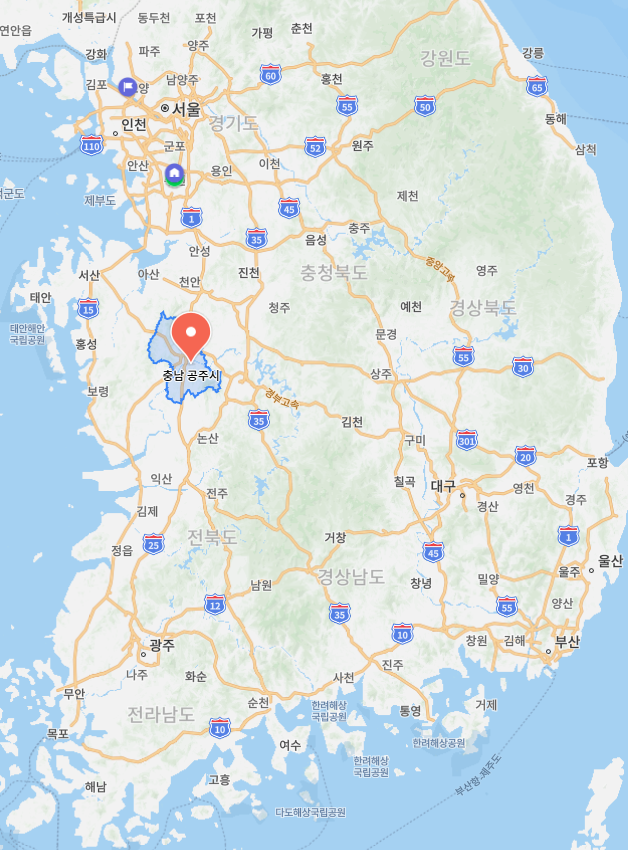 개성특별시
동두천
포천
연안읍
가평
춘천
강릉
강화
파주
양주
강원도
김포
양
남양주
60
홍천
65
서울
55
50
인천
경기도
동해
110
군포
52
원주
삼척
안산
용인
이천
제부도
45
제천
1
35
음성
충주
안성
중앙고속
서산
아산
천안
진천
충청북도
영주
태안
15
청주
예천
경상북도
태안해안
국립공원
홍성
문경
55
30
충남 공주시
상주
보령
경부고속
35
김천
구미
301
논산
20
포항
익산
전주
칠곡
대구
영천
경주
김제
경산
정읍
25
전북도
거창
45
1
울산
경상남도
창녕
밀양
울주
남원
12
35
55
양산
10
창원
김해
부산
광주
나주
화순
사천
진주
무안
전라남도
순천
한려해상
국립공원
통영
거제
목포
10
여수
한려해상공원
한려해상
국립공원
부산항-제주도
해남
고흥
다도해상국립공원